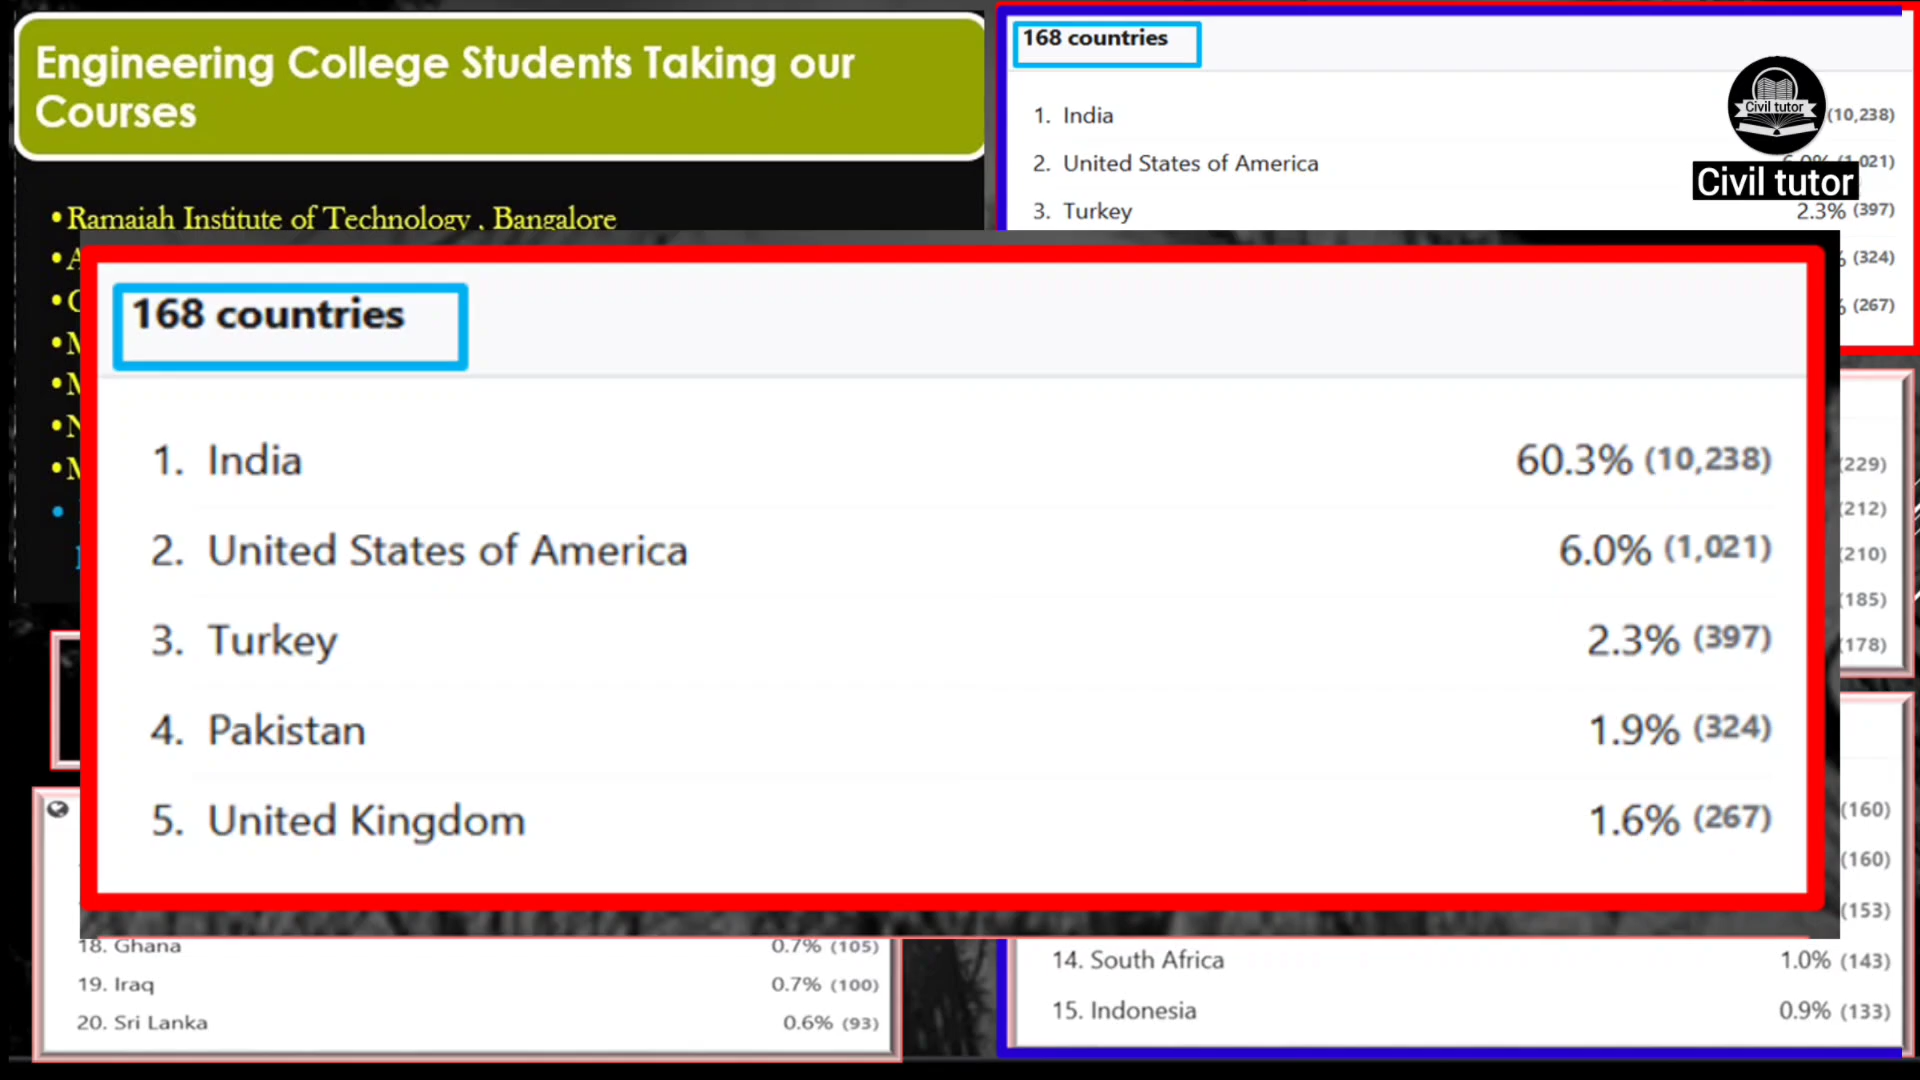 Engineering College Students Taking our
Courses
•Ramaiah Institute of Technology , Bangalore
168 countries
1. India (10,238)
2. United States of America 6.0% (1,021)
3. Turkey 2.3% (397)
(324)
(267)
Civil tutor
Civil tutor
168 countries
1. India 60.3% (10,238)
2. United States of America 6.0% (1,021)
3. Turkey 2.3% (397)
4. Pakistan 1.9% (324)
5. United Kingdom 1.6% (267)
(229)
(212)
(210)
(185)
(178)
(160)
(160)
(153)
14. South Africa 1.0% (143)
15. Indonesia 0.9% (133)
18. Ghana 0.7% (105)
19. Iraq 0.7% (100)
20. Sri Lanka 0.6% (93)